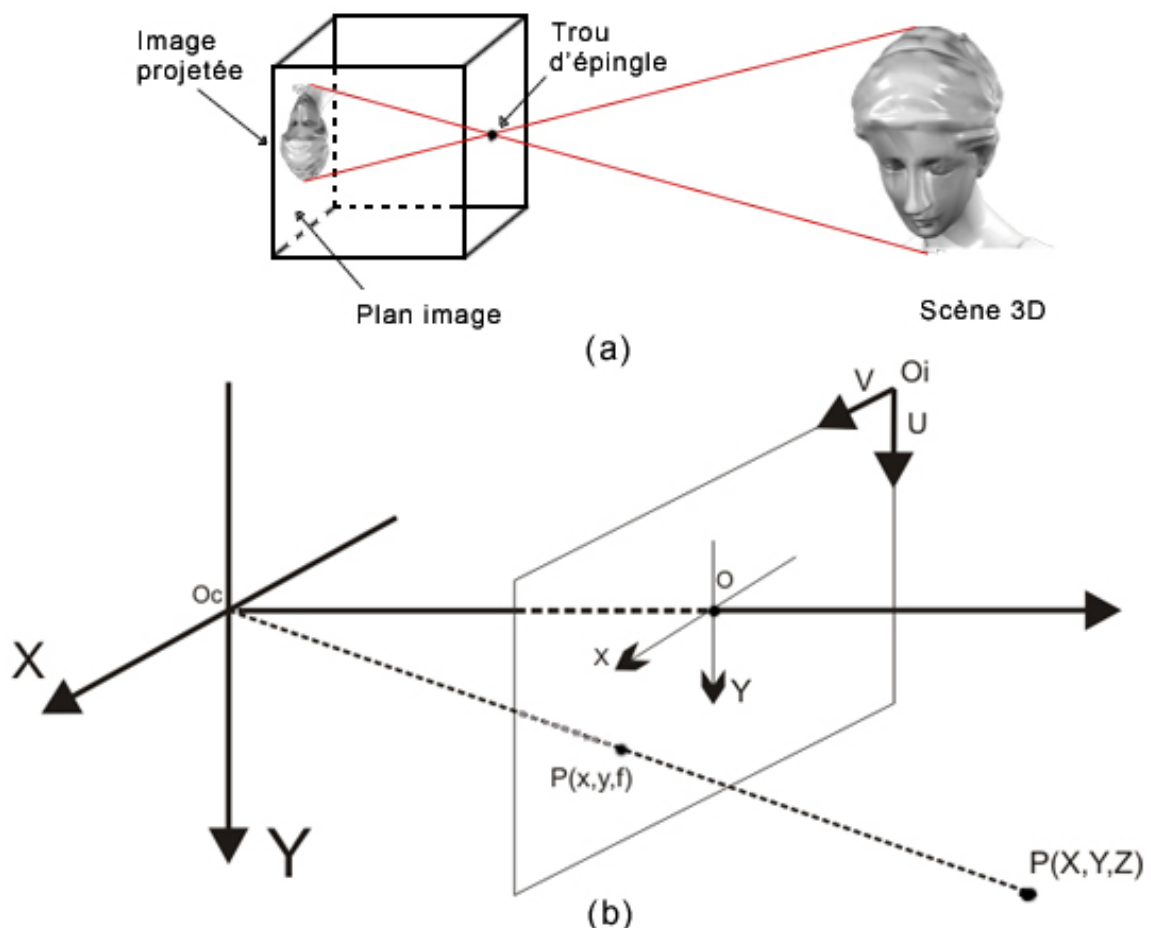 Image
projetée
Trou
d'épingle
Plan image
Scène 3D
(a)
V
Oi
U
Oc
O
X
x
Y
P(x,y,f)
Y
P(X,Y,Z)
(b)